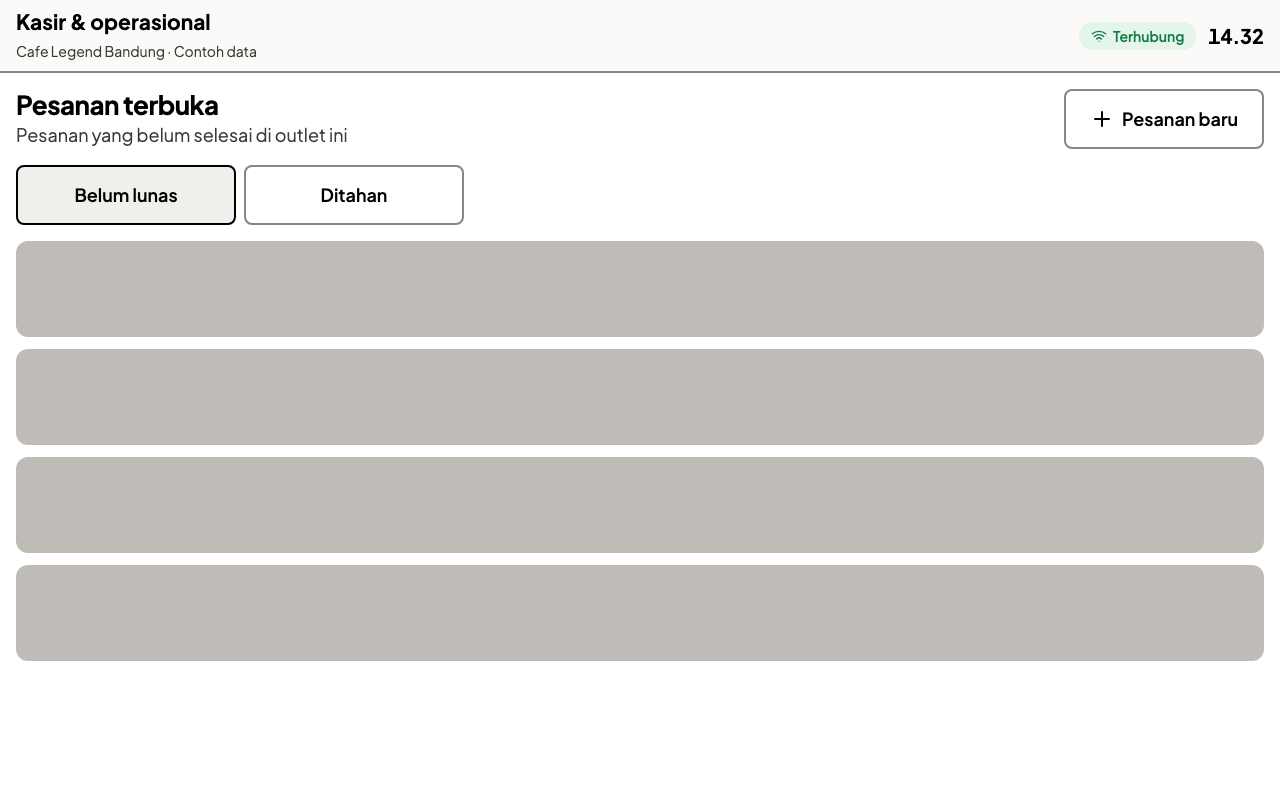 Kasir & operasional
Cafe Legend Bandung · Contoh data
Terhubung
14.32
Pesanan terbuka
Pesanan yang belum selesai di outlet ini
Pesanan baru
Belum lunas
Ditahan